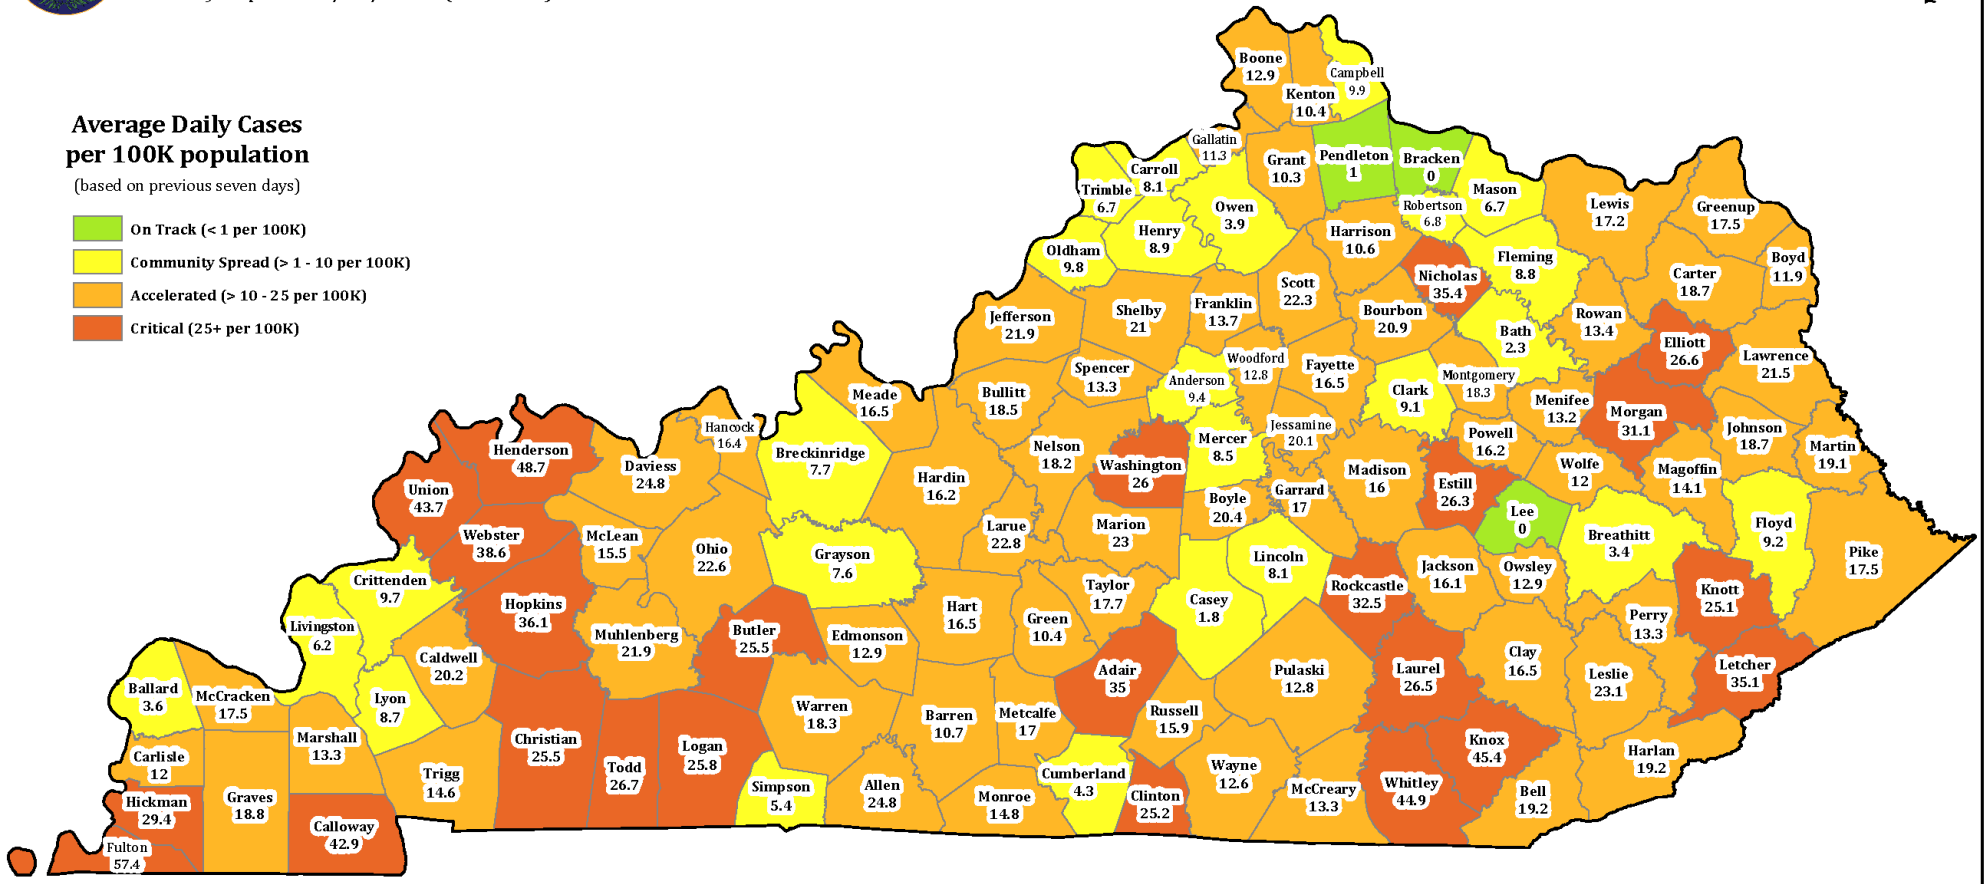 Average Daily Cases
per 100K population
(based on previous seven days)
On Track (< 1 per 100K)
Community Spread (> 1 - 10 per 100K)
Accelerated (> 10 - 25 per 100K)
Critical (25+ per 100K)
Boone
12.9
Kenton
10.4
Campbell
9.9
Gallatin
11.3
Grant
10.3
Pendleton
1
Bracken
0
Carroll
8.1
Trimble
6.7
Owen
3.9
Robertson
6.8
Mason
6.7
Lewis
17.2
Greenup
17.5
Henry
8.9
Oldham
9.8
Harrison
10.6
Nicholas
35.4
Fleming
8.8
Carter
18.7
Boyd
11.9
Jefferson
21.9
Shelby
21
Franklin
13.7
Scott
22.3
Bourbon
20.9
Bath
2.3
Rowan
13.4
Elliott
26.6
Lawrence
21.5
Meade
16.5
Bullitt
18.5
Spencer
13.3
Anderson
9.4
Woodford
12.8
Fayette
16.5
Clark
9.1
Montgomery
18.3
Menifee
13.2
Morgan
31.1
Johnson
18.7
Martin
19.1
Henderson
48.7
Daviess
24.8
Hancock
16.4
Breckinridge
7.7
Hardin
16.2
Nelson
18.2
Washington
26
Mercer
8.5
Jessamine
20.1
Madison
16
Powell
16.2
Wolfe
12
Magoffin
14.1
Union
43.7
Webster
38.6
McLean
15.5
Ohio
22.6
Grayson
7.6
Larue
22.8
Marion
23
Boyle
20.4
Garrard
17
Estill
26.3
Lee
0
Breathitt
3.4
Floyd
9.2
Pike
17.5
Crittenden
9.7
Hopkins
36.1
Muhlenberg
21.9
Butler
25.5
Edmonson
12.9
Hart
16.5
Green
10.4
Taylor
17.7
Casey
1.8
Lincoln
8.1
Rockcastle
32.5
Jackson
16.1
Owsley
12.9
Perry
13.3
Knott
25.1
Livingston
6.2
Caldwell
20.2
Lyon
8.7
Ballard
3.6
McCracken
17.5
Warren
18.3
Barren
10.7
Metcalfe
17
Adair
35
Russell
15.9
Pulaski
12.8
Laurel
26.5
Clay
16.5
Leslie
23.1
Letcher
35.1
Carlisle
12
Marshall
13.3
Trigg
14.6
Christian
25.5
Todd
26.7
Logan
25.8
Simpson
5.4
Allen
24.8
Monroe
14.8
Cumberland
4.3
Clinton
25.2
Wayne
12.6
McCreary
13.3
Whitley
44.9
Knox
45.4
Bell
19.2
Harlan
19.2
Hickman
29.4
Graves
18.8
Calloway
42.9
Fulton
57.4